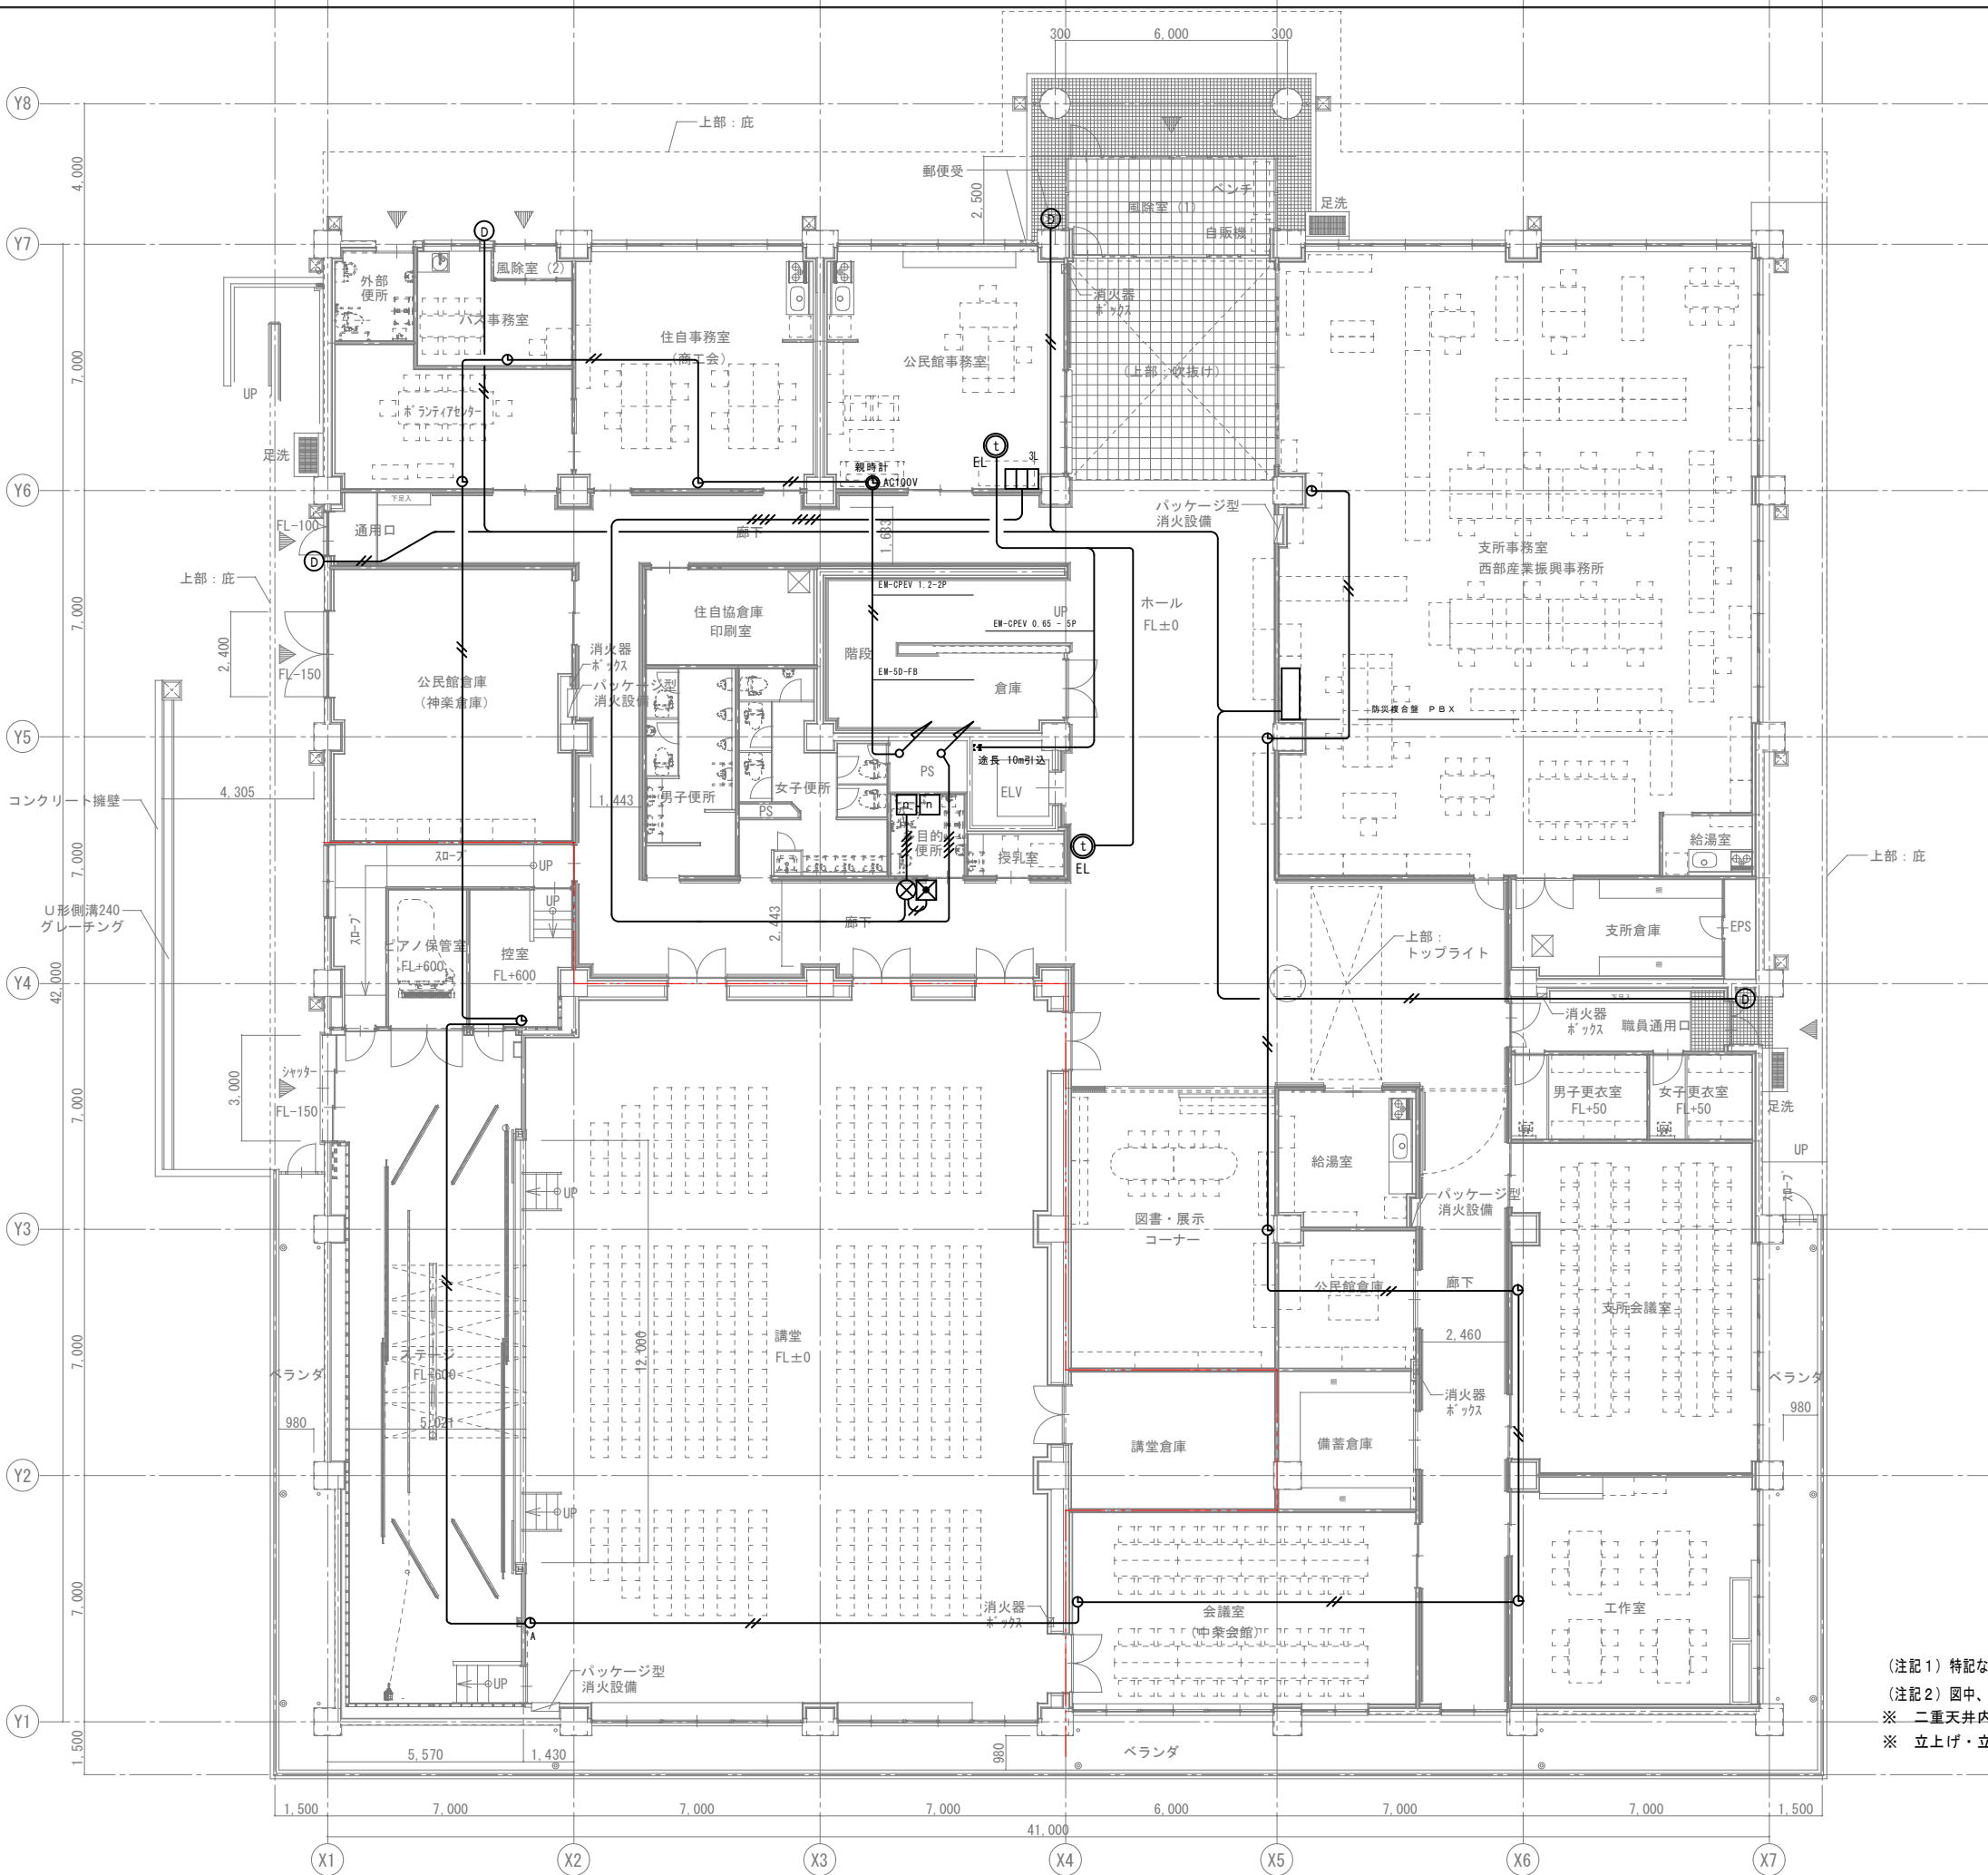 300
6,000
300
Y8
上部：庇
4,000
郵便受
2,500
ベンチ
風除室（1）
足洗
自販機
D
D
Y7
外部
便所
風除室（2）
消火器
ﾎﾞｯｸｽ
バス事務室
住自事務室
（商工会）
公民館事務室
（上部：吹抜け）
7,000
UP
ﾎﾞﾗﾝﾃｨｱｾﾝﾀｰ
足洗
t
EL
3L
親時計
AC100V
Y6
下足入
FL-100
通用口
廊下
1,683
パッケージ型
消火設備
支所事務室
西部産業振興事務所
D
上部：庇
EM-CPEV 1.2-2P
住自協倉庫
印刷室
UP
ホール
FL±0
EM-CPEV 0.65 - 5P
7,000
2,400
消火器
ﾎﾞｯｸｽ
階段
FL-150
公民館倉庫
（神楽倉庫）
パッケージ型
消火設備
EM-5D-FB
倉庫
防災複合盤　ＰＢＸ
Y5
途長 10m引込
PS
ELV
コンクリート擁壁
4,305
1,443
男子便所
女子便所
PS
n
n
目的
便所
授乳室
t
EL
給湯室
上部：庇
7,000
ｽﾛｰﾌﾟ
UP
UP
U形側溝240
グレーチング
ｽﾛｰﾌﾟ
ピアノ保管室
FL+600
控室
FL+600
2,443
廊下
上部：
トップライト
支所倉庫
EPS
42,000
Y4
下足入
D
消火器
ﾎﾞｯｸｽ
職員通用口
ｼｬｯﾀｰ
3,000
FL-150
7,000
男子更衣室
FL+50
女子更衣室
FL+50
足洗
UP
UP
給湯室
パッケージ型
消火設備
ｽﾛｰﾌﾟ
Y3
図書・展示
コーナー
公民館倉庫
廊下
支所会議室
講堂
FL±0
12,000
2,460
7,000
ステージ
FL+600
ベランダ
ベランダ
980
5,021
消火器
ﾎﾞｯｸｽ
980
講堂倉庫
備蓄倉庫
Y2
UP
7,000
消火器
ﾎﾞｯｸｽ
会議室
（中央会館）
工作室
A
パッケージ型
消火設備
UP
（注記1）特記な
（注記2）図中、
※　二重天井内
※　立上げ・立
Y1
1,500
5,570
1,430
980
ベランダ
1,500
7,000
7,000
7,000
6,000
7,000
7,000
1,500
41,000
X1
X2
X3
X4
X5
X6
X7